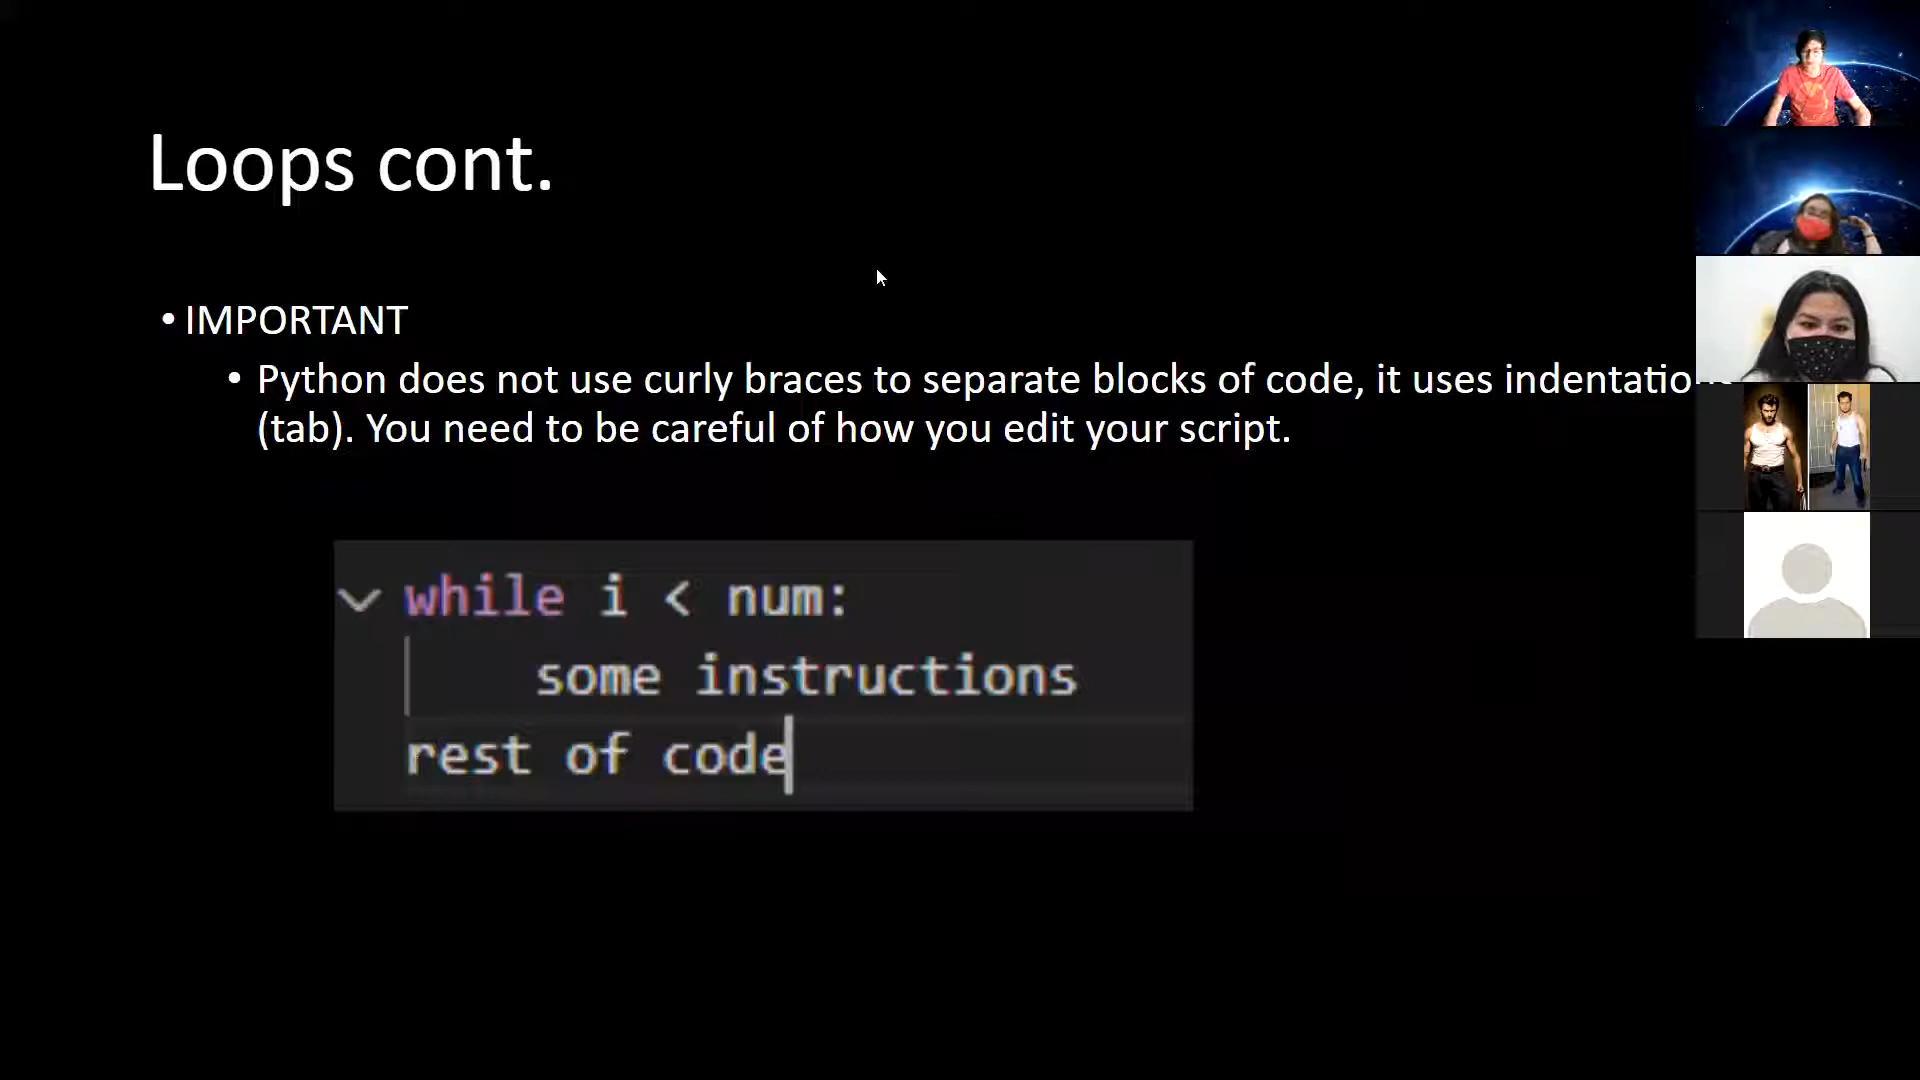 Loops cont.
• IMPORTANT
• Python does not use curly braces to separate blocks of code, it uses indentation
(tab). You need to be careful of how you edit your script.
while i < num:
some instructions
rest of code